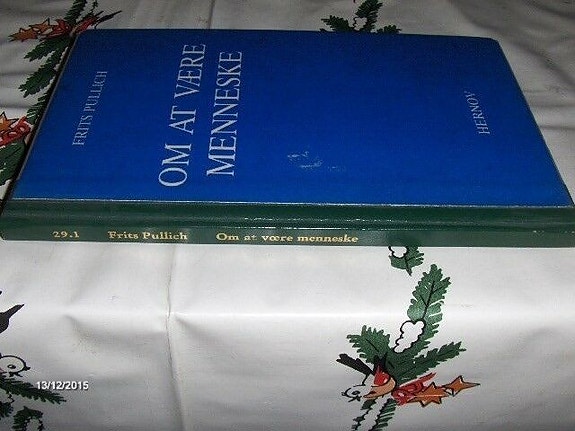 FRITS PULLICH
OM AT VÆRE
MENNESKE
HERNOV
29.1 Frits Pullich Om at være menneske
13/12/2015